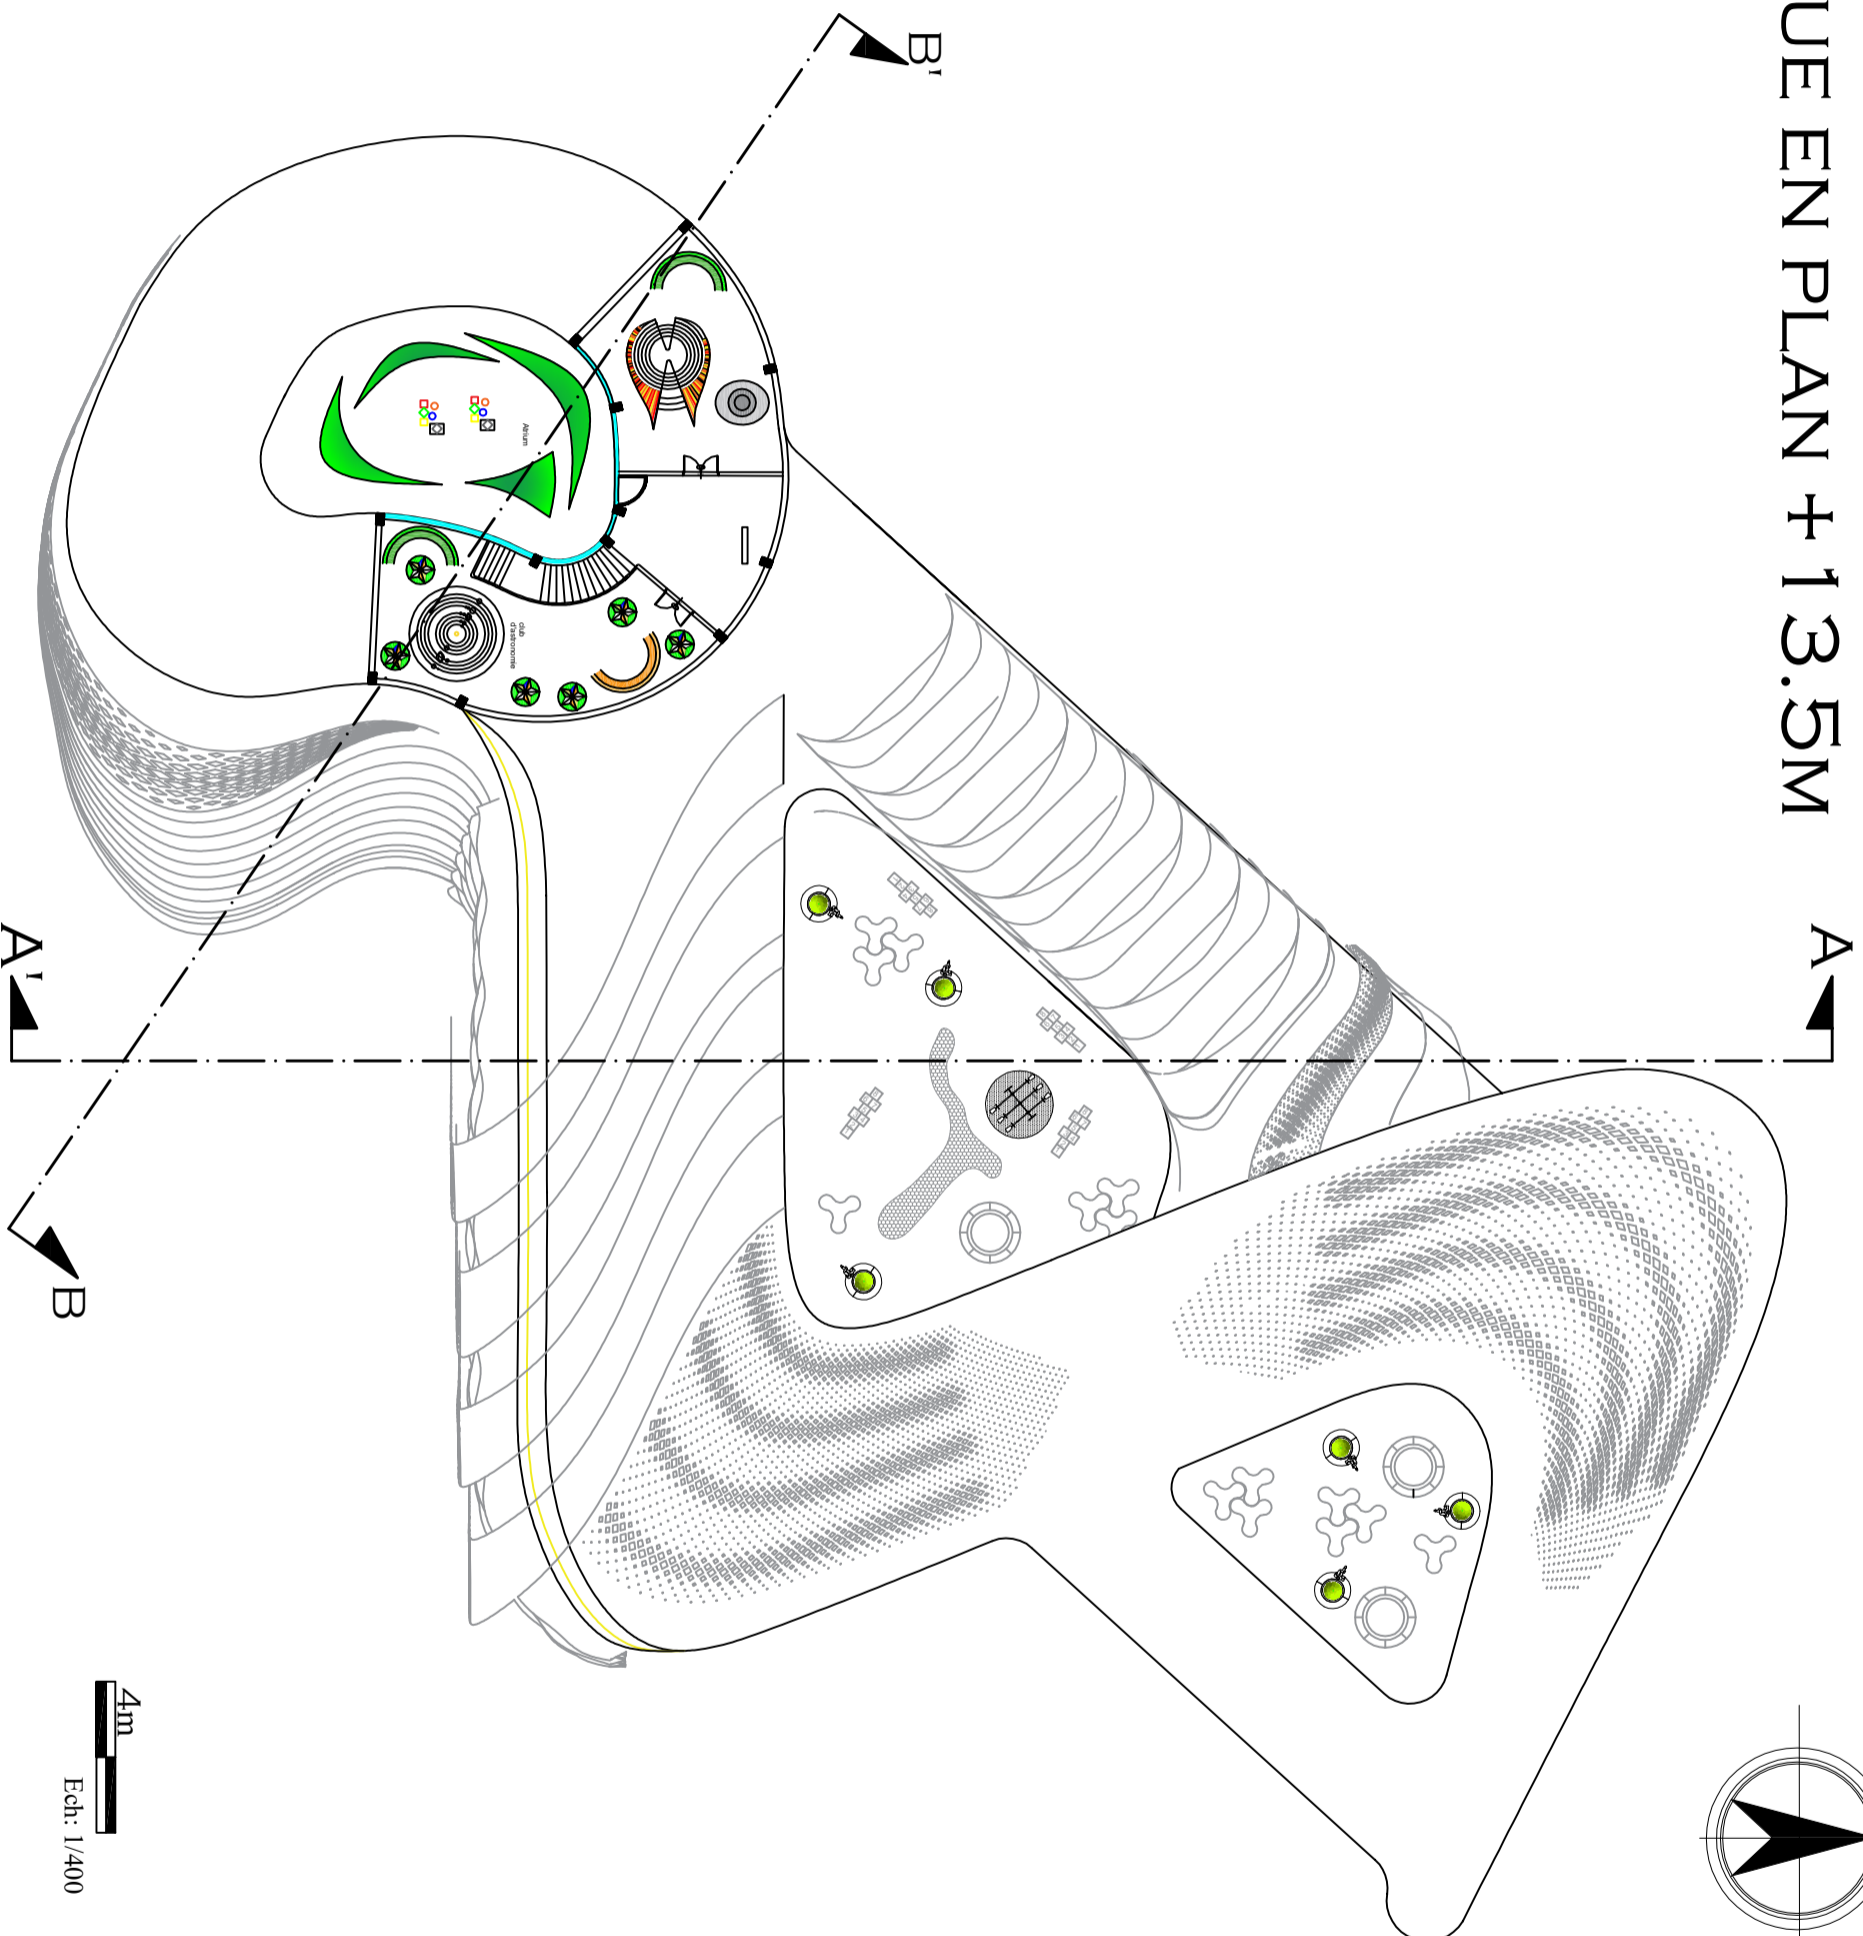 UE EN PLAN +13.5M
B'
A
A'
B
Atrium
club
d'astronomie
4m
Ech: 1/400